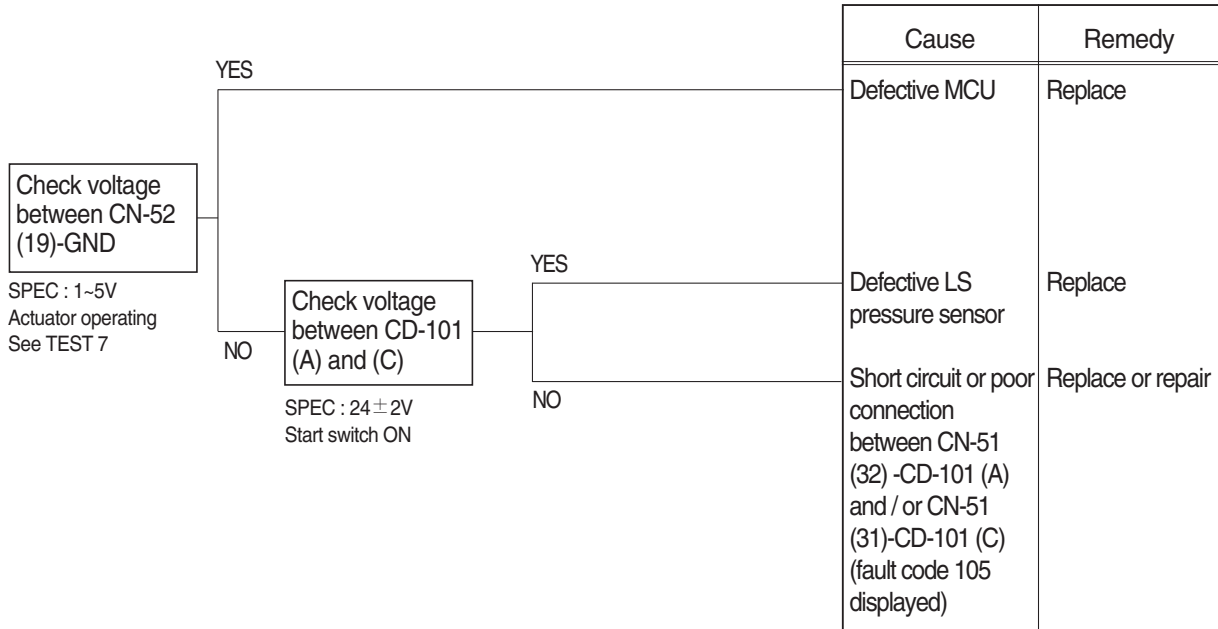 Cause
Remedy
YES
Defective MCU
Replace
Check voltage
between CN-52
(19)-GND
SPEC : 1~5V
Actuator operating
See TEST 7
NO
Check voltage
between CD-101
(A) and (C)
SPEC : 24±2V
Start switch ON
YES
Defective LS
pressure sensor
Replace
NO
Short circuit or poor
connection
between CN-51
(32) -CD-101 (A)
and / or CN-51
(31)-CD-101 (C)
(fault code 105
displayed)
Replace or repair